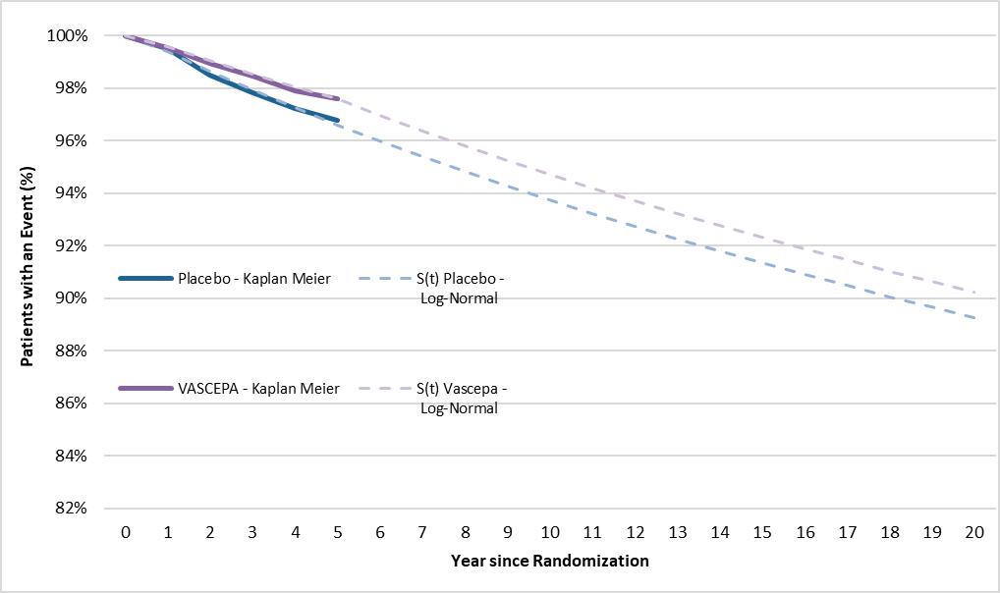 100%
98%
96%
94%
92%
90%
88%
86%
84%
82%
Patients with an Event (%)
Placebo - Kaplan Meier
S(t) Placebo -
Log-Normal
VASCEPA - Kaplan Meier
S(t) Vascepa -
Log-Normal
0 1 2 3 4 5 6 7 8 9 10 11 12 13 14 15 16 17 18 19 20
Year since Randomization